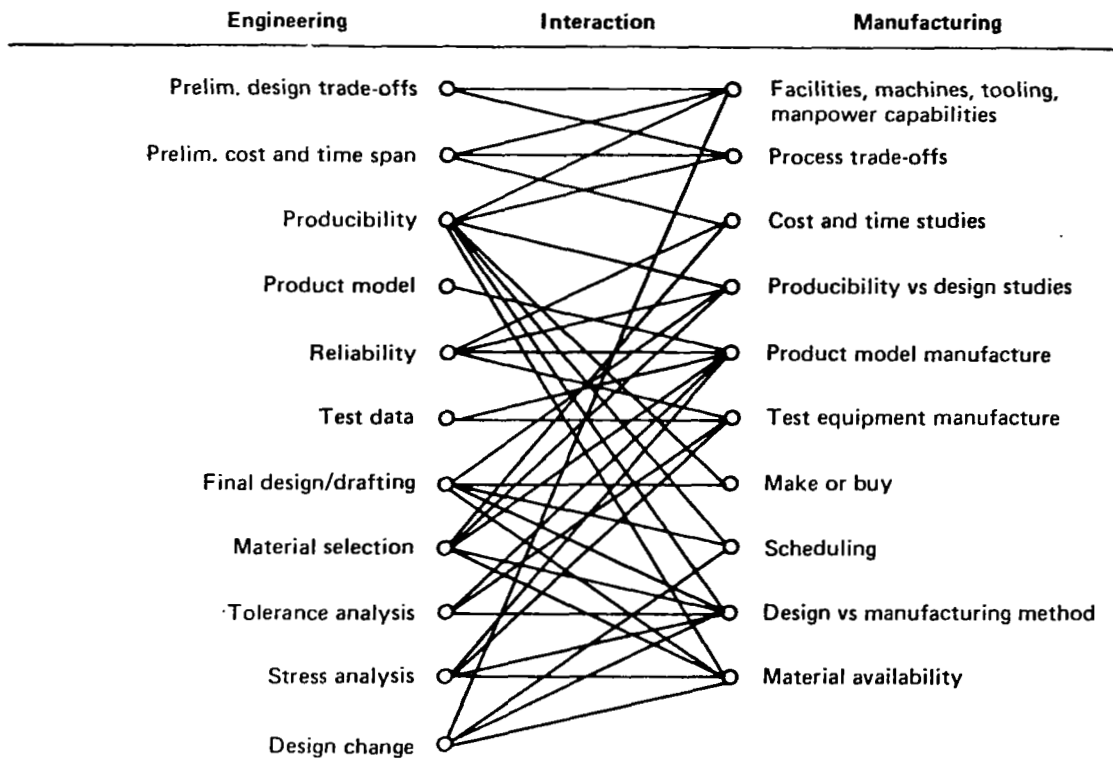 Engineering Interaction Manufacturing
Prelim. design trade-offs
Facilities, machines, tooling,
manpower capabilities
Prelim. cost and time span
Process trade-offs
Producibility
Cost and time studies
Product model
Producibility vs design studies
Reliability
Product model manufacture
Test data
Test equipment manufacture
Final design/drafting
Make or buy
Material selection
Scheduling
Tolerance analysis
Design vs manufacturing method
Stress analysis
Material availability
Design change